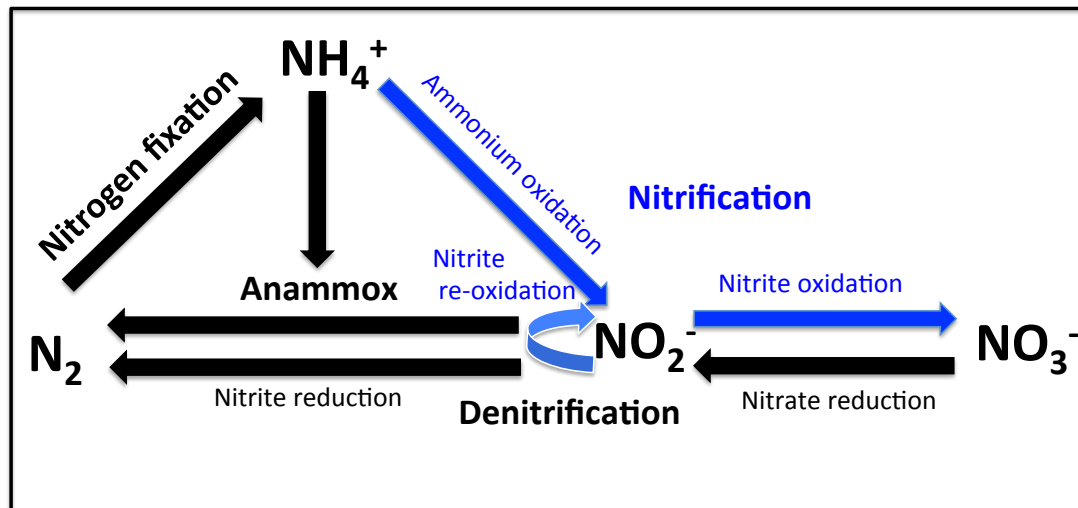 NH₄⁺
Nitrogen fixation
Ammonium oxidation
Nitrification
Anammox
Nitrite
re-oxidation
Nitrite oxidation
N₂
NO₂⁻
NO₃⁻
Nitrite reduction
Denitrification
Nitrate reduction